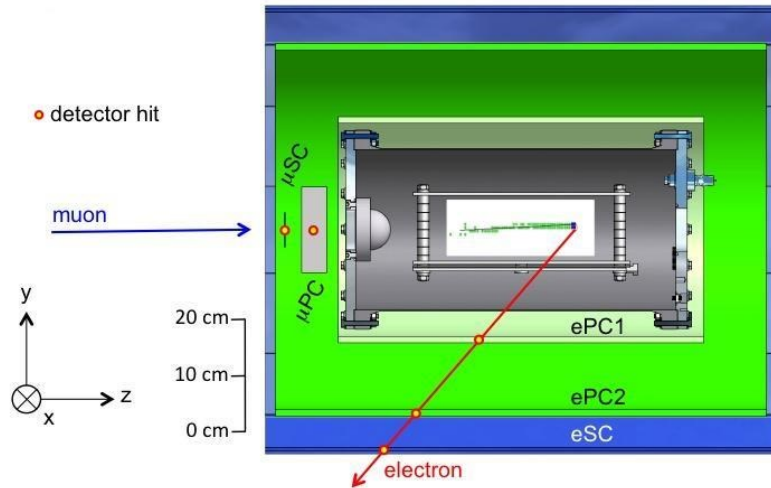 detector hit
μSC
muon
μPC
y
z
x
20 cm
10 cm
0 cm
ePC1
ePC2
eSC
electron